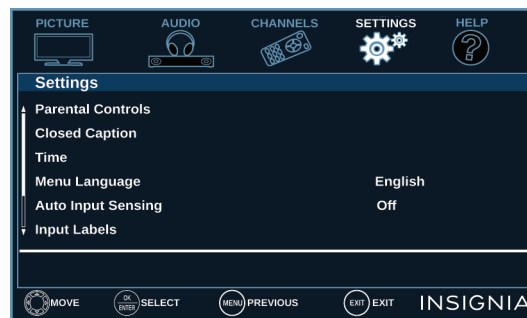 PICTURE AUDIO CHANNELS SETTINGS HELP
Settings
Parental Controls
Closed Caption
Time
Menu Language English
Auto Input Sensing Off
Input Labels
MOVE OK ENTER SELECT MENU PREVIOUS EXIT EXIT INSIGNIA